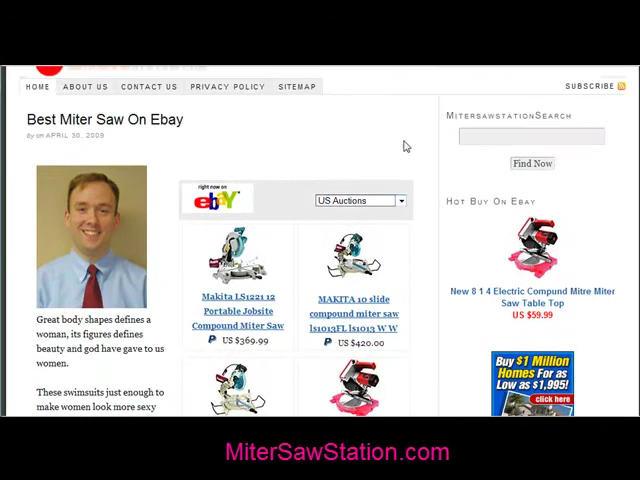 HOME
ABOUT US
CONTACT US
PRIVACY POLICY
SITEMAP
SUBSCRIBE
Best Miter Saw On Ebay
By on APRIL 30, 2009
Great body shapes defines a
woman, its figures defines
beauty and god have gave to us
women.
These swimsuits just enough to
make women look more sexy
right now on
ebaY
US Auctions
Makita LS1221 12
Portable Jobsite
Compound Miter Saw
US $369.99
MAKITA 10 slide
compound miter saw
ls1013FL ls1013 W W
US $420.00
MITERSAWSTATIONSEARCH
Find Now
HOT BUY ON EBAY
New 8 1 4 Electric Compund Mitre Miter
Saw Table Top
US $59.99
Buy $1 Million
Homes For as
Low as $1,995!
click here
MiterSawStation.com